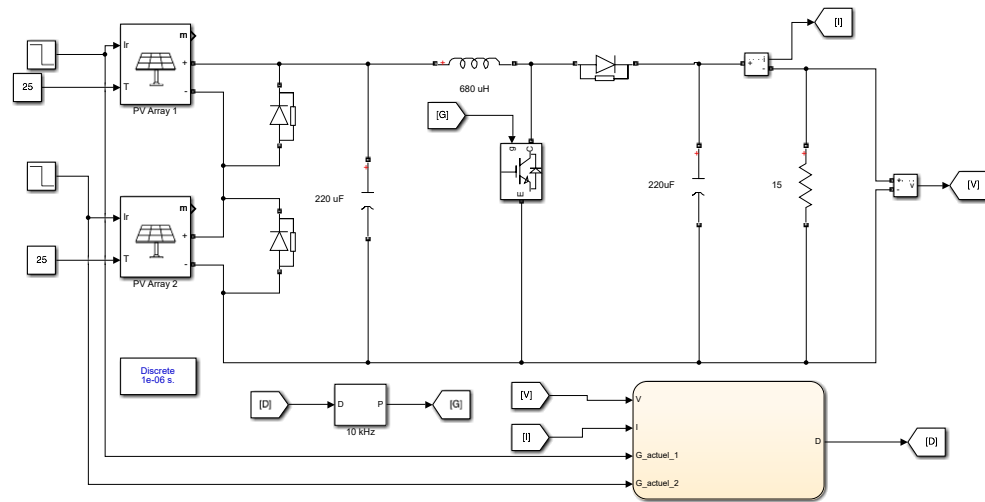 [I]
m
Ir
+
i
+
-
-
25
T
-
PV Array 1
680 uH
[G]
g
C
E
m
Ir
+
220 uF
220uF
15
+
-
v
[V]
25
T
-
PV Array 2
Discrete
1e-06 s.
[D]
D
P
[G]
10 kHz
[V]
V
[I]
I
D
[D]
G_actuel_1
G_actuel_2